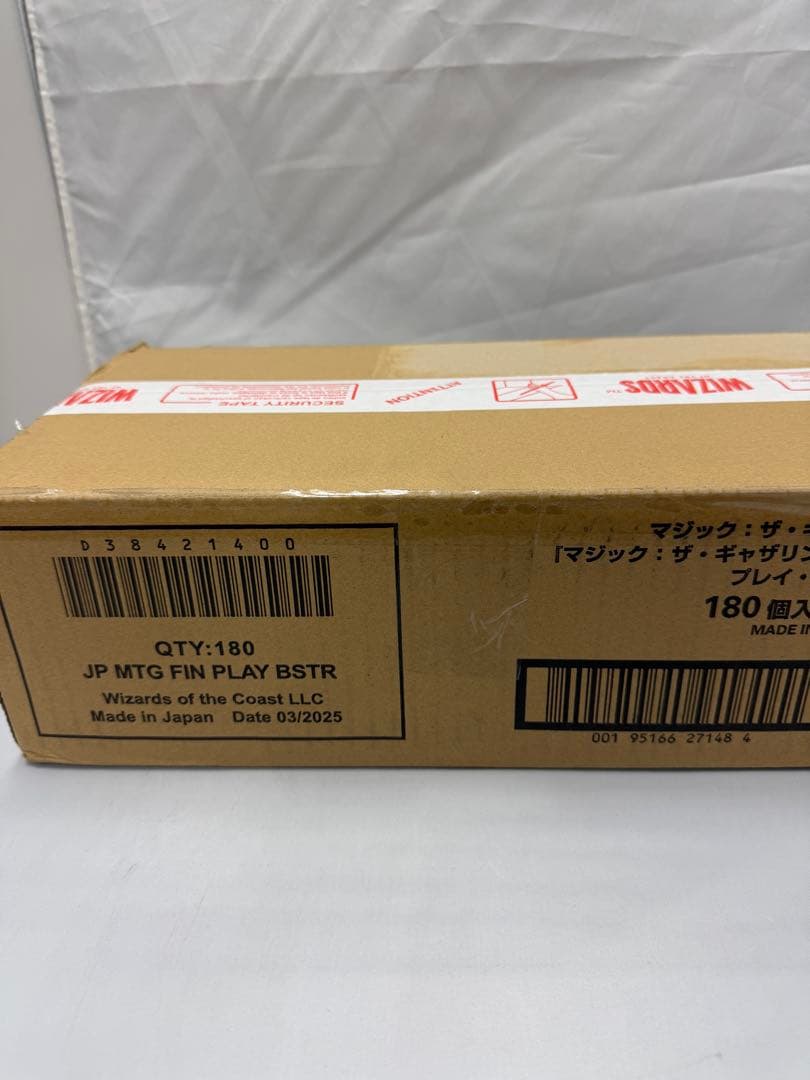 WIZARDS
SECURITY TAPE
ATTENTION
WIZARDS™
D38421400
QTY:180
JP MTG FIN PLAY BSTR
Wizards of the Coast LLC
Made in Japan Date 03/2025
マジック：ザ・
『マジック：ザ・ギャザリン
プレイ・
180 個入
MADE IN
001 95166 27148 4